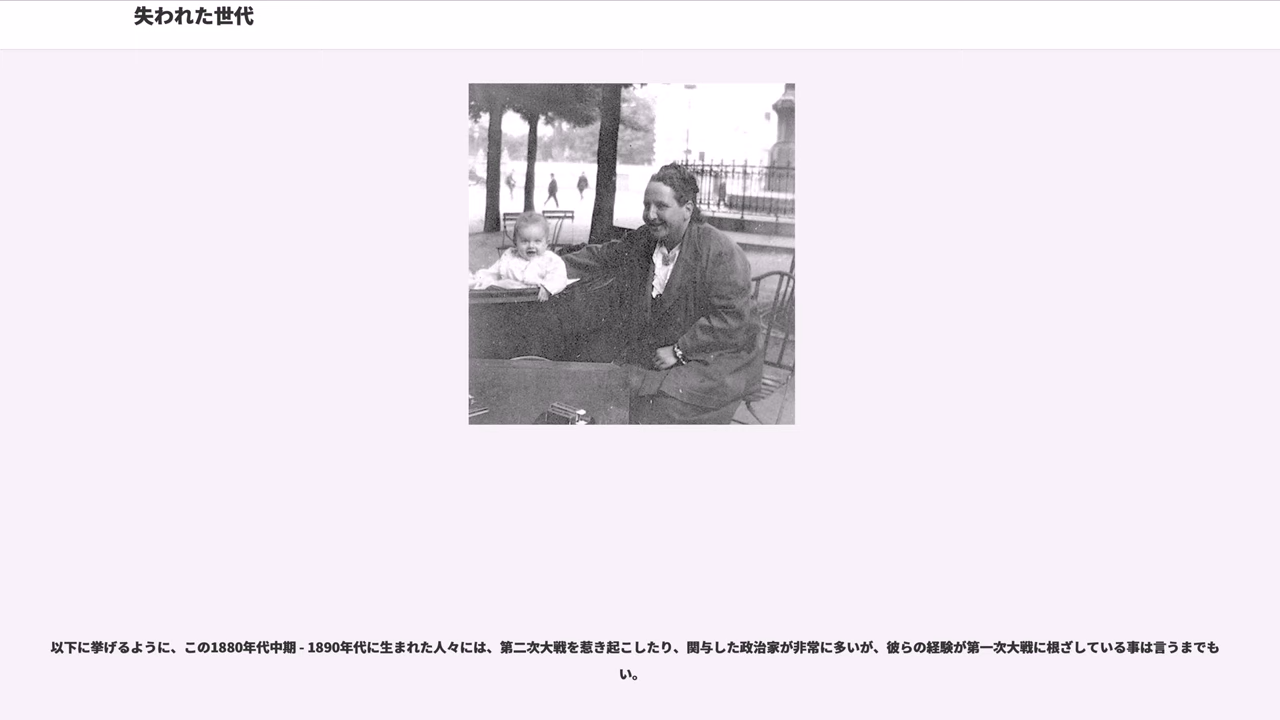 失われた世代
以下に挙げるように、この1880年代中期 - 1890年代に生まれた人々には、第二次大戦を惹き起こしたり、関与した政治家が非常に多いが、彼らの経験が第一次大戦に根ざしている事は言うまでも
い。